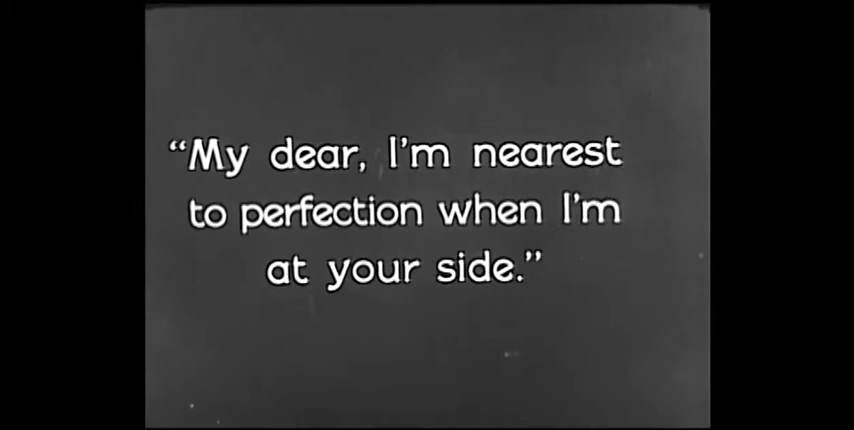 “My dear, I’m nearest
to perfection when I’m
at your side.”